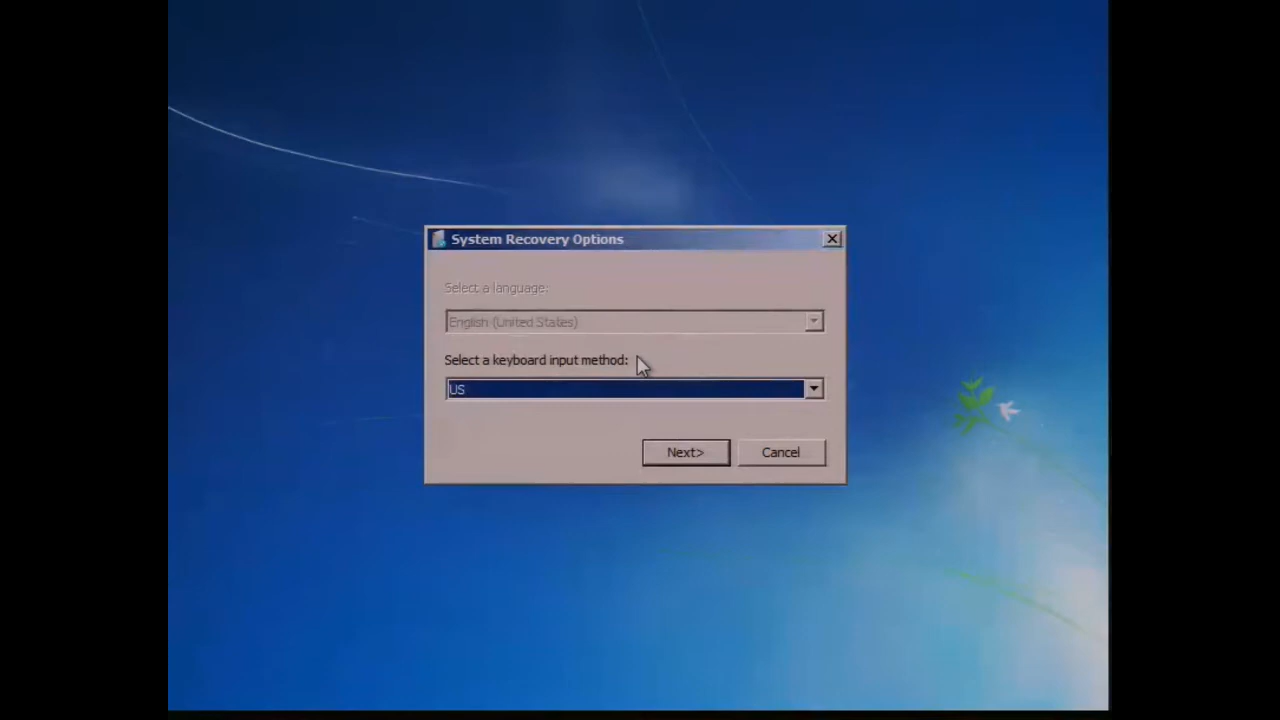 System Recovery Options
Select a language:
English (United States)
Select a keyboard input method:
US
Next>
Cancel